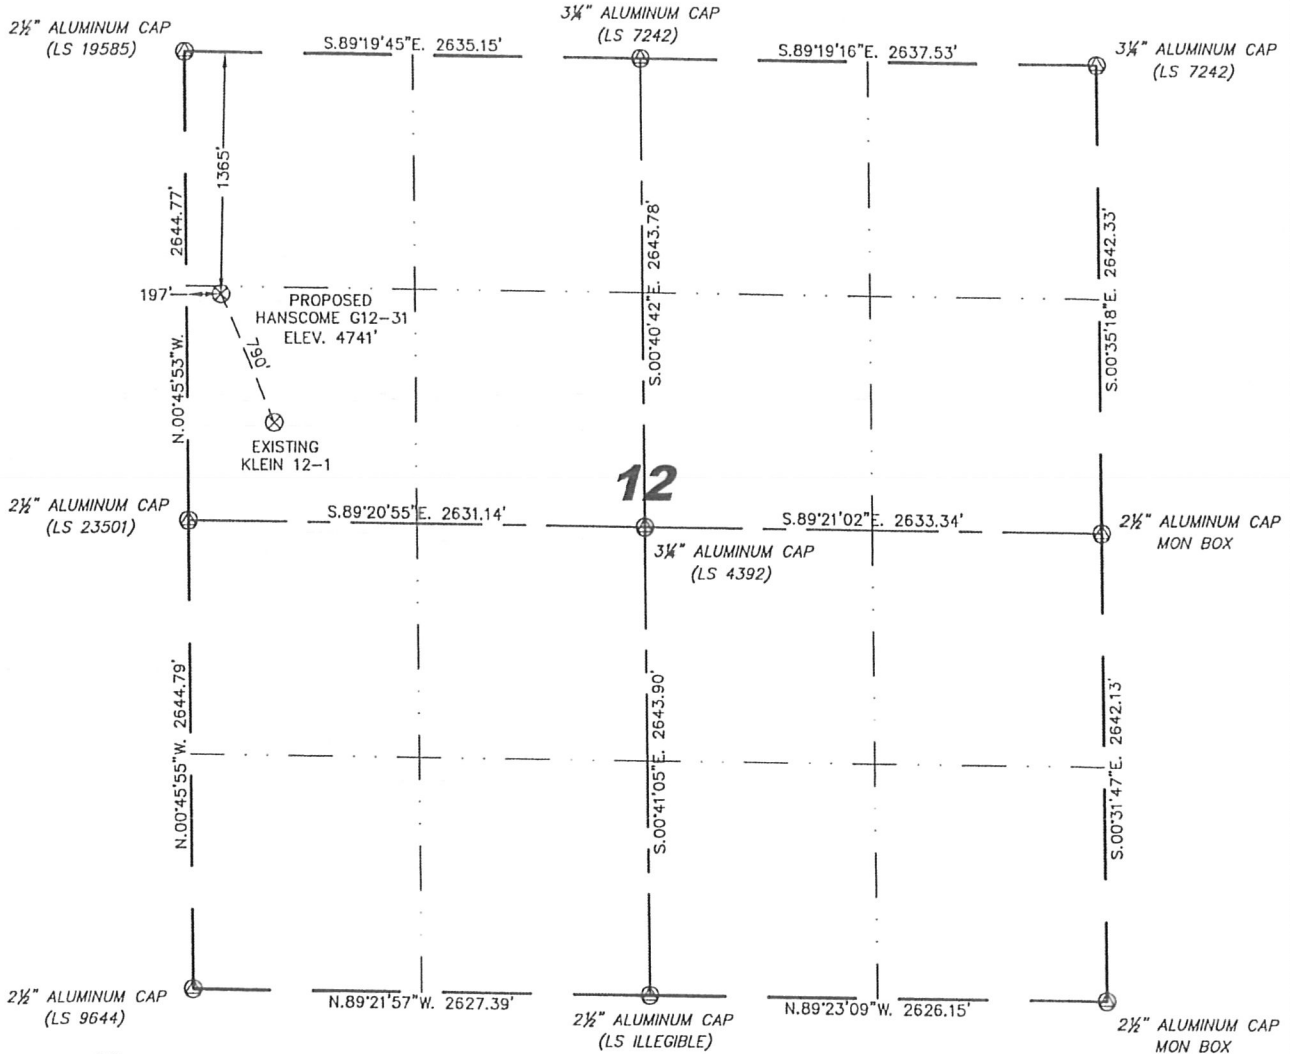 2½" ALUMINUM CAP
(LS 19585)
3¼" ALUMINUM CAP
(LS 7242)
3¼" ALUMINUM CAP
(LS 7242)
S.89°19'45"E. 2635.15'
S.89°19'16"E. 2637.53'
1365'
2644.77'
N.00°45'53"W.
197'
PROPOSED
HANSCOME G12-31
ELEV. 4741'
790'
EXISTING
KLEIN 12-1
S.00°40'42"E. 2643.78'
S.00°35'18"E. 2642.33'
12
2½" ALUMINUM CAP
(LS 23501)
S.89°20'55"E. 2631.14'
S.89°21'02"E. 2633.34'
2½" ALUMINUM CAP
MON BOX
3¼" ALUMINUM CAP
(LS 4392)
N.00°45'55"W. 2644.79'
S.00°41'05"E. 2643.90'
S.00°31'47"E. 2642.13'
2½" ALUMINUM CAP
(LS 9644)
N.89°21'57"W. 2627.39'
N.89°23'09"W. 2626.15'
2½" ALUMINUM CAP
(LS ILLEGIBLE)
2½" ALUMINUM CAP
MON BOX